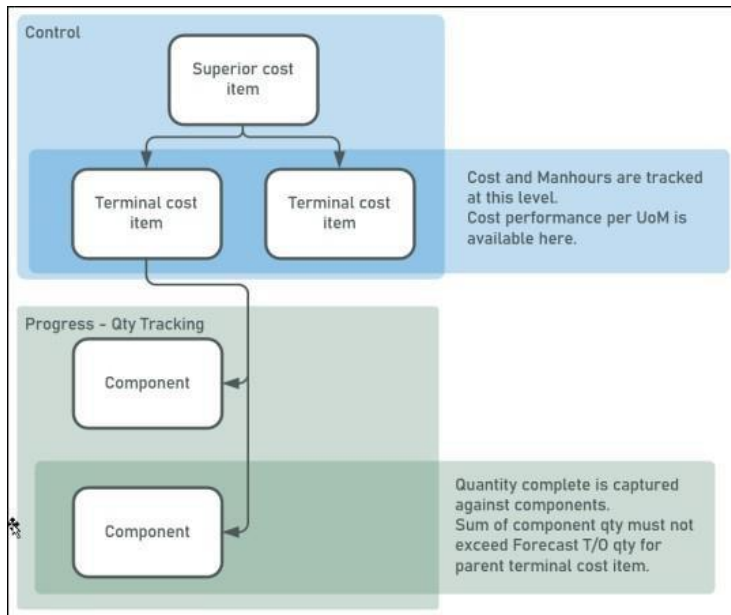 Control
Superior cost
item
Terminal cost
item
Terminal cost
item
Cost and Manhours are tracked
at this level.
Cost performance per UoM is
available here.
Progress - Qty Tracking
Component
Component
Quantity complete is captured
against components.
Sum of component qty must not
exceed Forecast T/O qty for
parent terminal cost item.